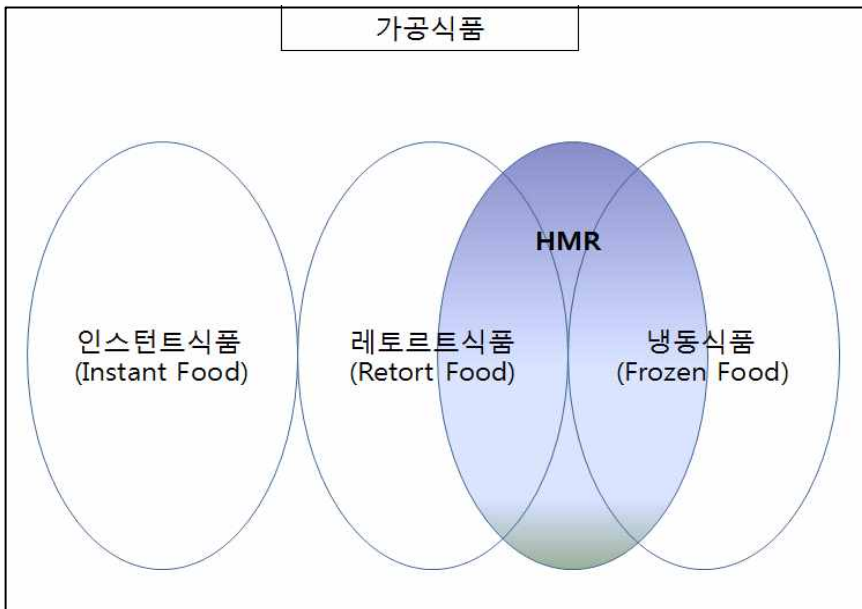 가공식품
HMR
인스턴트식품
(Instant Food)
레토르트식품
(Retort Food)
냉동식품
(Frozen Food)